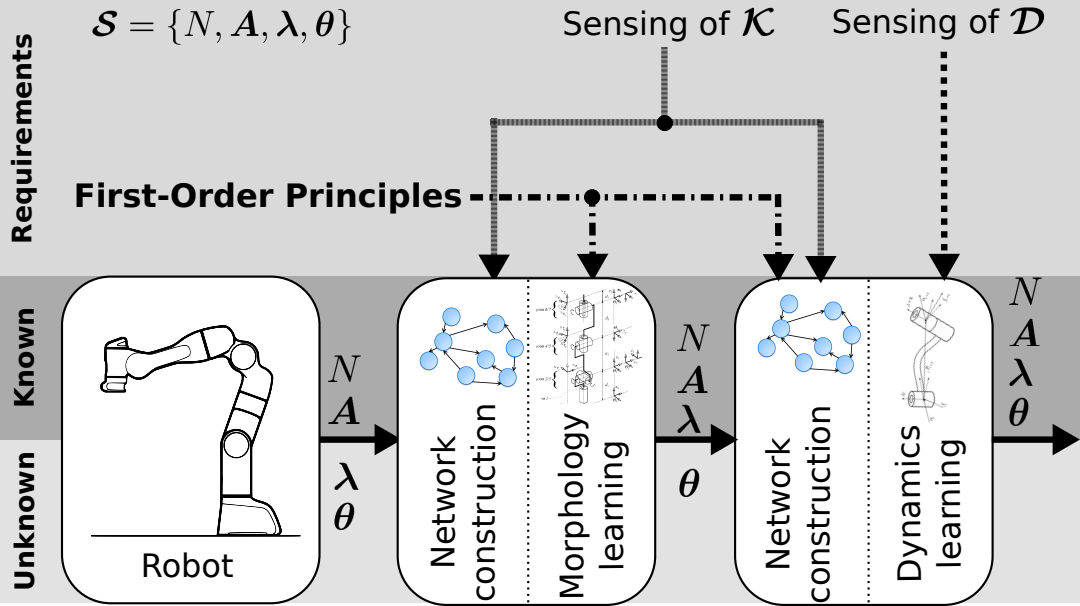 𝓢 = {N, A, λ, θ}
Sensing of 𝓚
Sensing of 𝓓
Requirements
First-Order Principles
Known
Unknown
Robot
N
A
λ
θ
Network
construction
Morphology
learning
N
A
λ
θ
Network
construction
Dynamics
learning
N
A
λ
θ